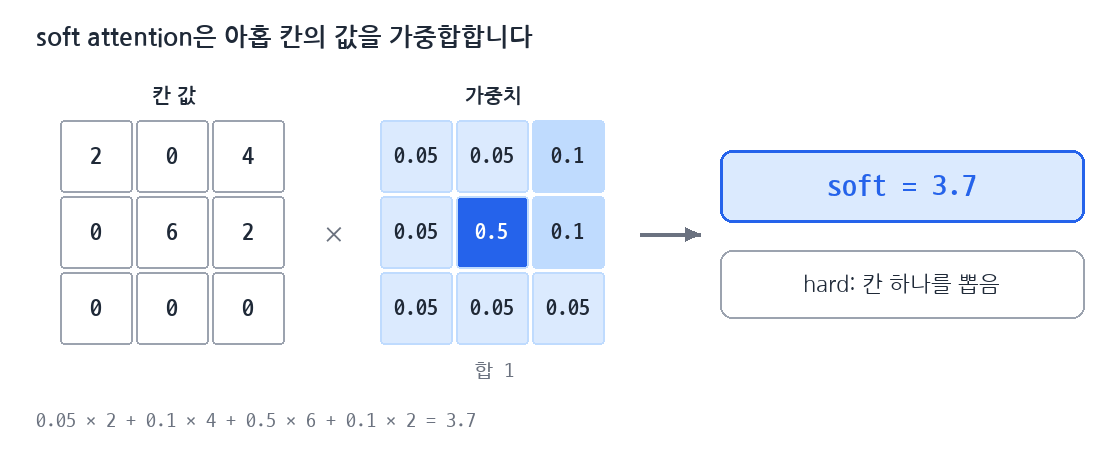 soft attention은 아홉 칸의 값을 가중합합니다
칸 값
2 0 4
0 6 2
0 0 0
×
가중치
0.05 0.05 0.1
0.05 0.5 0.1
0.05 0.05 0.05
합 1
soft = 3.7
hard: 칸 하나를 뽑음
0.05 × 2 + 0.1 × 4 + 0.5 × 6 + 0.1 × 2 = 3.7